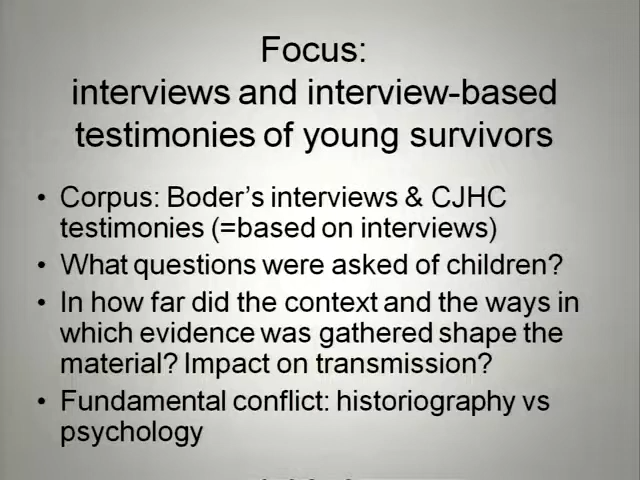 Focus:
interviews and interview-based
testimonies of young survivors
• Corpus: Boder's interviews & CJHC
testimonies (=based on interviews)
• What questions were asked of children?
• In how far did the context and the ways in
which evidence was gathered shape the
material? Impact on transmission?
• Fundamental conflict: historiography vs
psychology